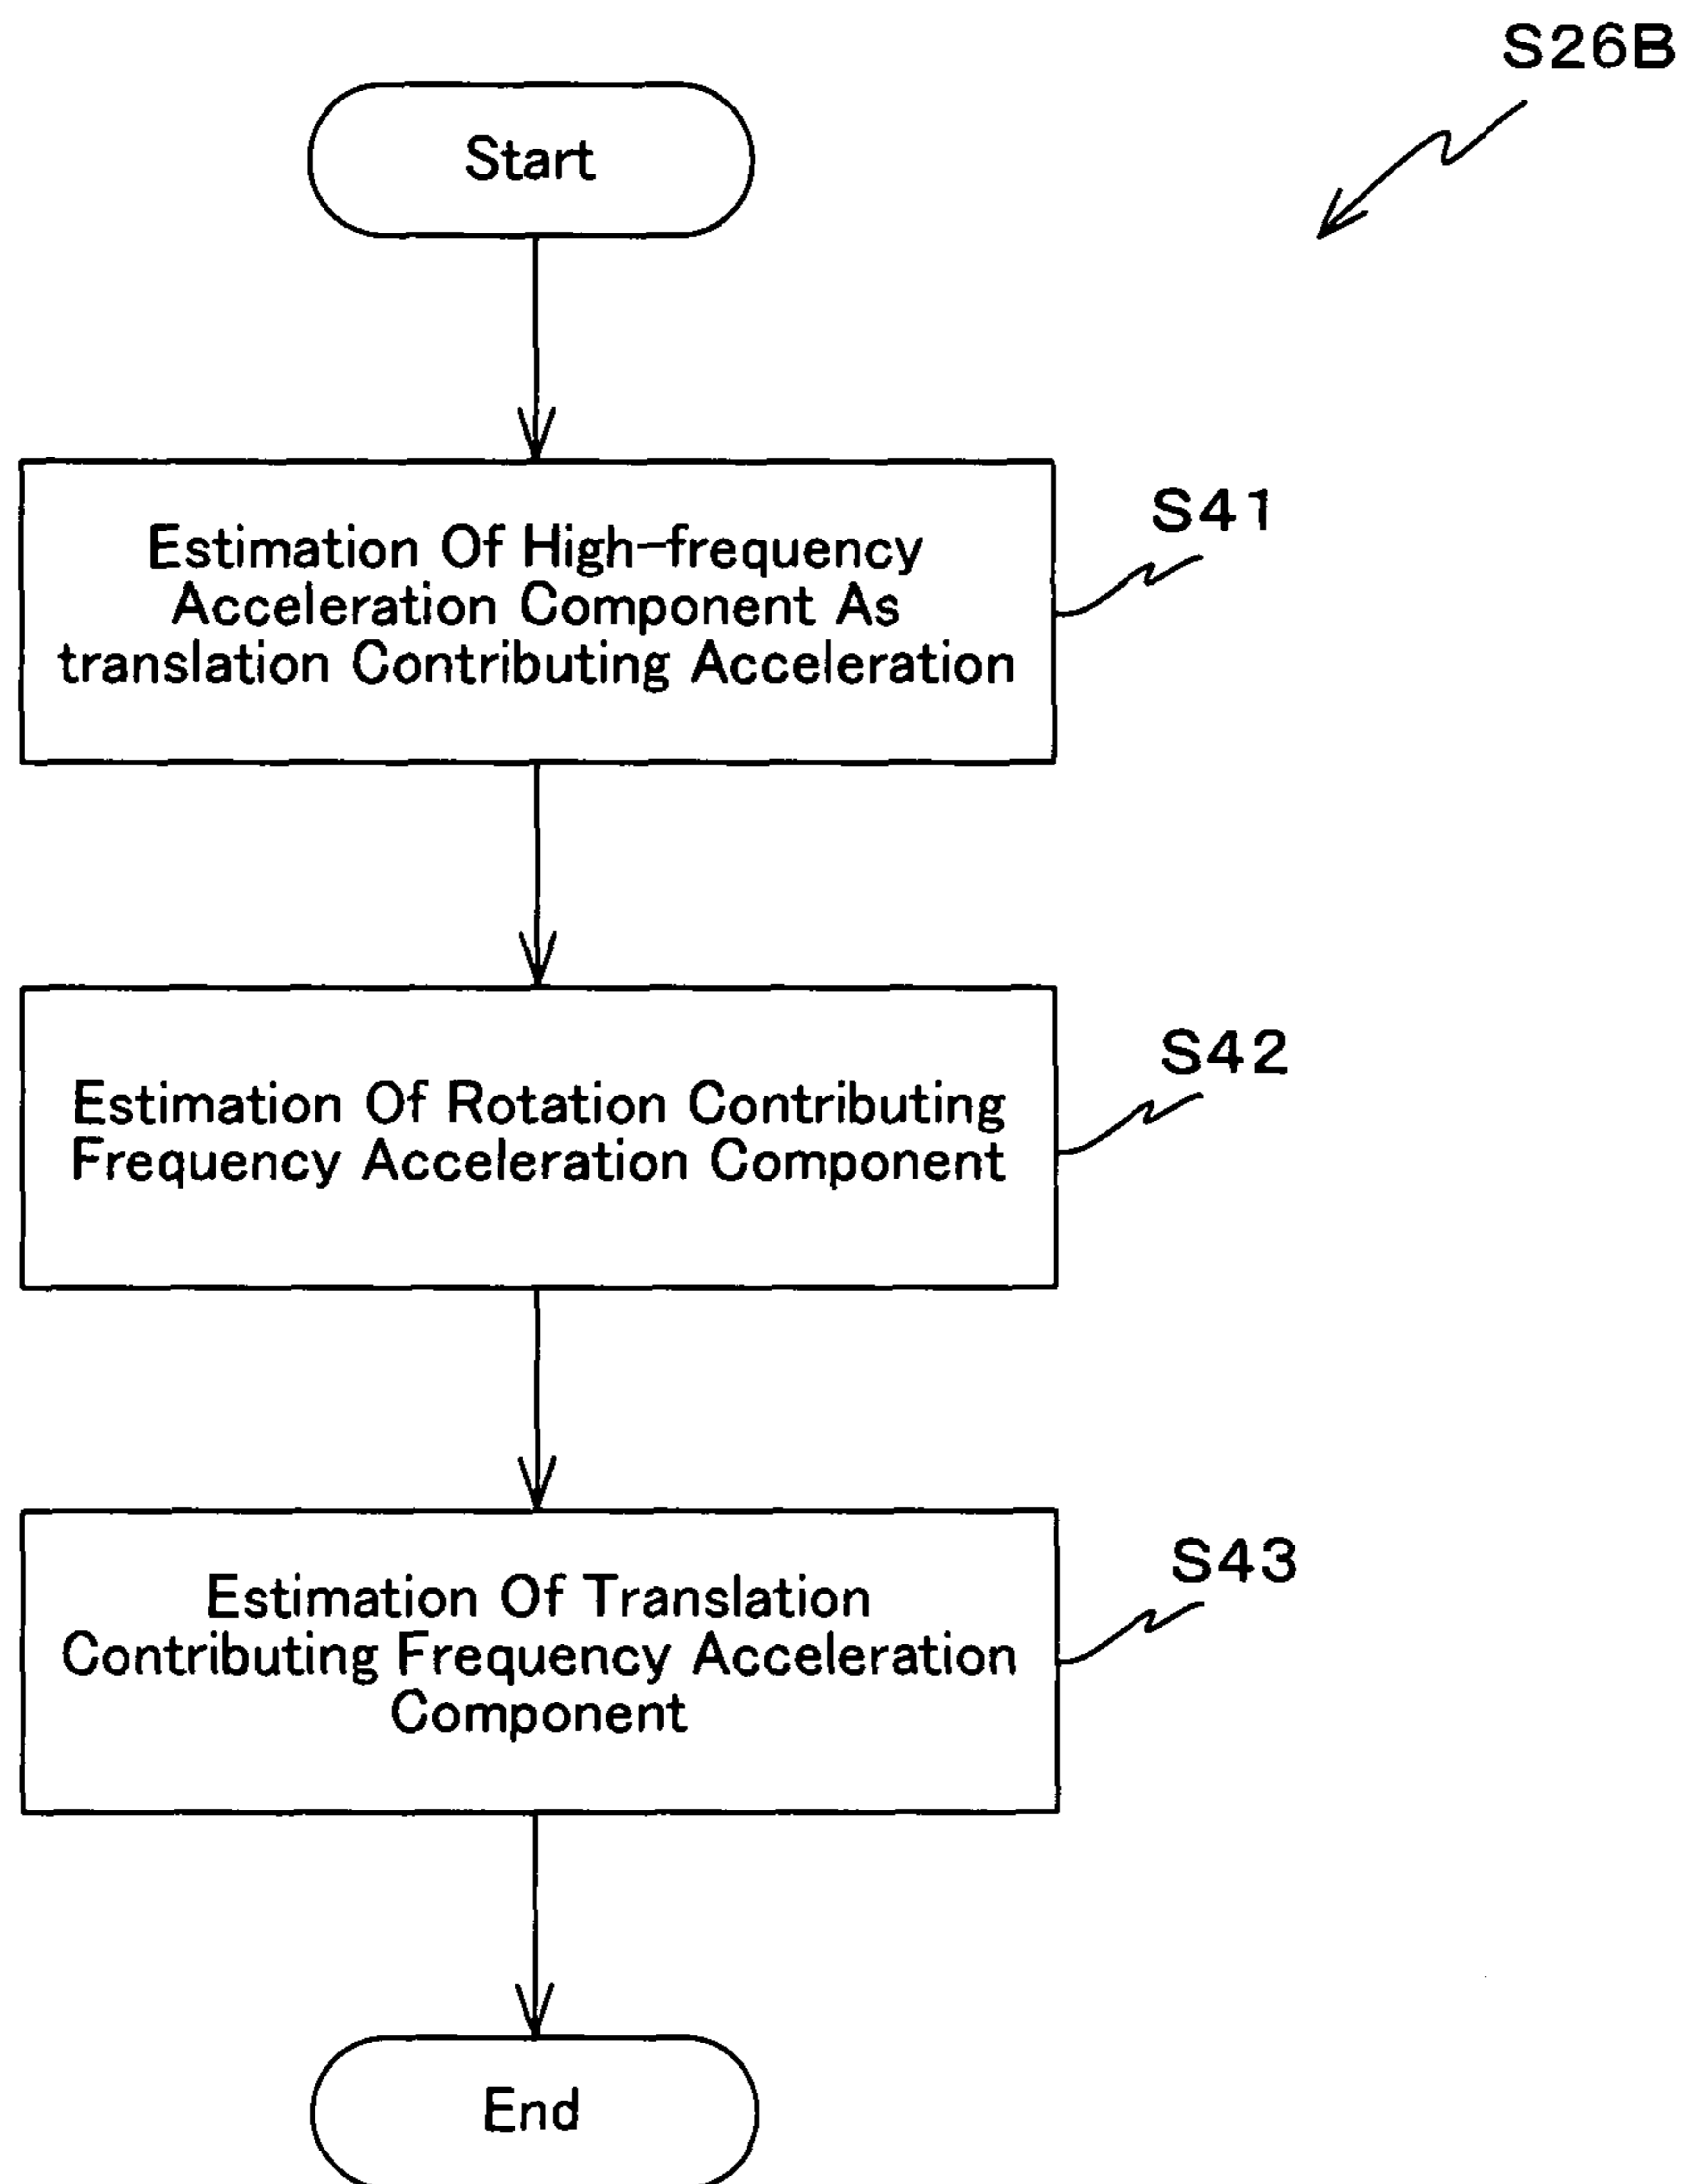 S26B
Start
Estimation Of High-frequency
Acceleration Component As
translation Contributing Acceleration
S41
Estimation Of Rotation Contributing
Frequency Acceleration Component
S42
Estimation Of Translation
Contributing Frequency Acceleration
Component
S43
End